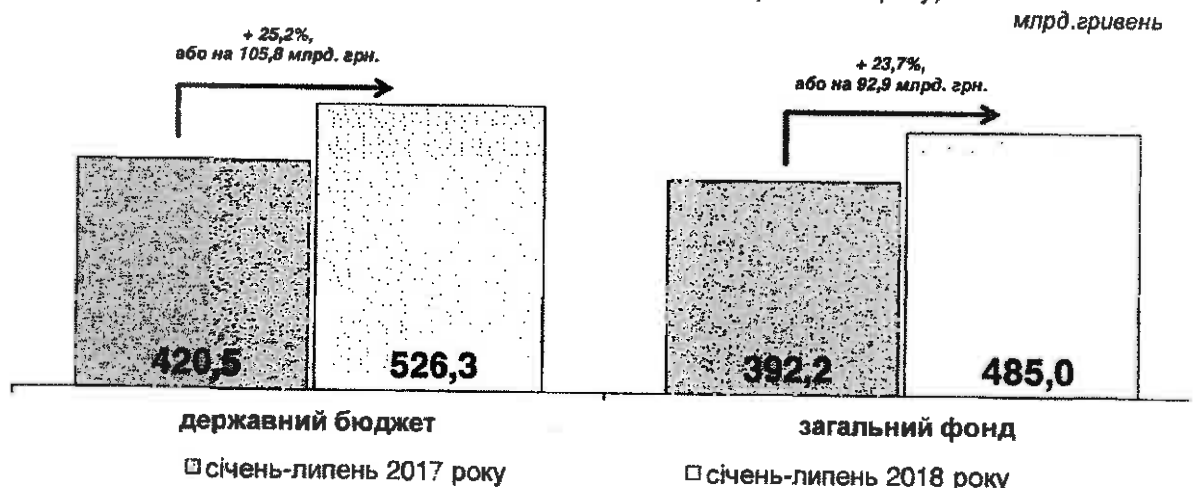 млрд.гривень
+ 25,2%,
або на 105,8 млрд. грн.
+ 23,7%,
або на 92,9 млрд. грн.
420,5
526,3
392,2
485,0
державний бюджет
загальний фонд
січень-липень 2017 року
січень-липень 2018 року